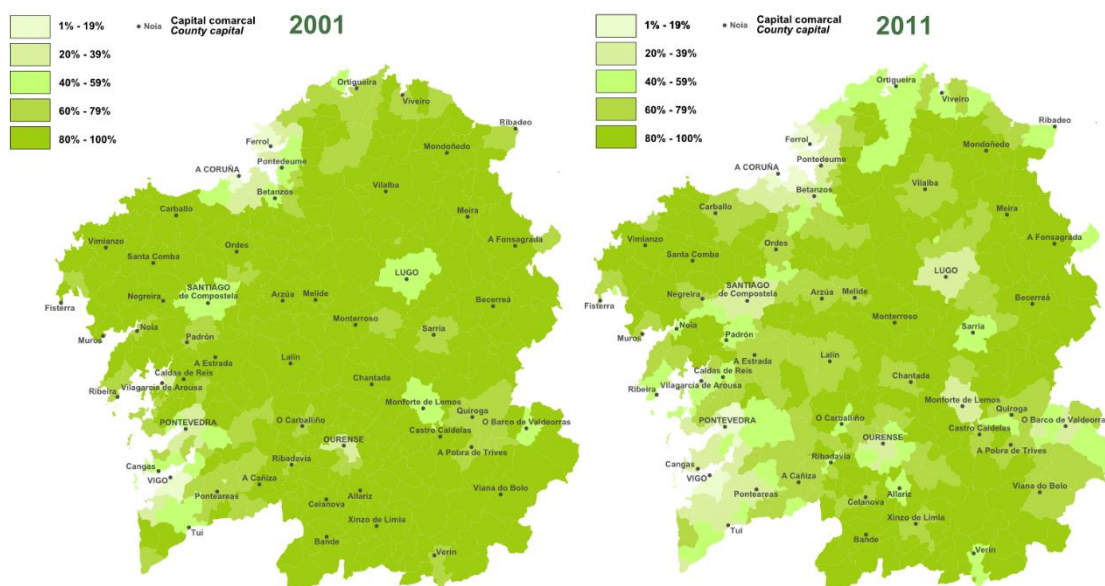 1% - 19%
20% - 39%
40% - 59%
60% - 79%
80% - 100%
Noia
Capital comarcal
County capital
2001
Ortigueira
Viveiro
Ribadeo
Ferrol
Mondoñedo
Pontedeume
A CORUÑA
Vilalba
Betanzos
Carballo
Meira
Vimianzo
Ordes
A Fonsagrada
Santa Comba
LUGO
SANTIAGO
de Compostela
Fisterra
Negreira
Arzúa
Melide
Becerreá
Noia
Monterroso
Muros
Padrón
Sarria
A Estrada
Lalín
Caldas de Reis
Chantada
Ribeira
Vilagarcía de Arousa
Monforte de Lemos
Quiroga
PONTEVEDRA
O Carballiño
O Barco de Valdeorras
Castro Caldelas
OURENSE
A Pobra de Trives
Cangas
Ribadavia
VIGO
A Cañiza
Viana do Bolo
Ponteareas
Allariz
Celanova
Tui
Xinzo de Limia
Bande
Verín
1% - 19%
20% - 39%
40% - 59%
60% - 79%
80% - 100%
Noia
Capital comarcal
County capital
2011
Ortigueira
Viveiro
Ribadeo
Ferrol
Mondoñedo
Pontedeume
A CORUÑA
Vilalba
Betanzos
Carballo
Meira
Vimianzo
Ordes
A Fonsagrada
Santa Comba
LUGO
SANTIAGO
de Compostela
Fisterra
Negreira
Arzúa
Melide
Becerreá
Noia
Monterroso
Muros
Padrón
Sarria
A Estrada
Lalín
Caldas de Reis
Chantada
Ribeira
Vilagarcía de Arousa
Monforte de Lemos
Quiroga
PONTEVEDRA
O Carballiño
O Barco de Valdeorras
Castro Caldelas
OURENSE
A Pobra de Trives
Cangas
Ribadavia
VIGO
A Cañiza
Viana do Bolo
Ponteareas
Allariz
Celanova
Tui
Xinzo de Limia
Bande
Verín